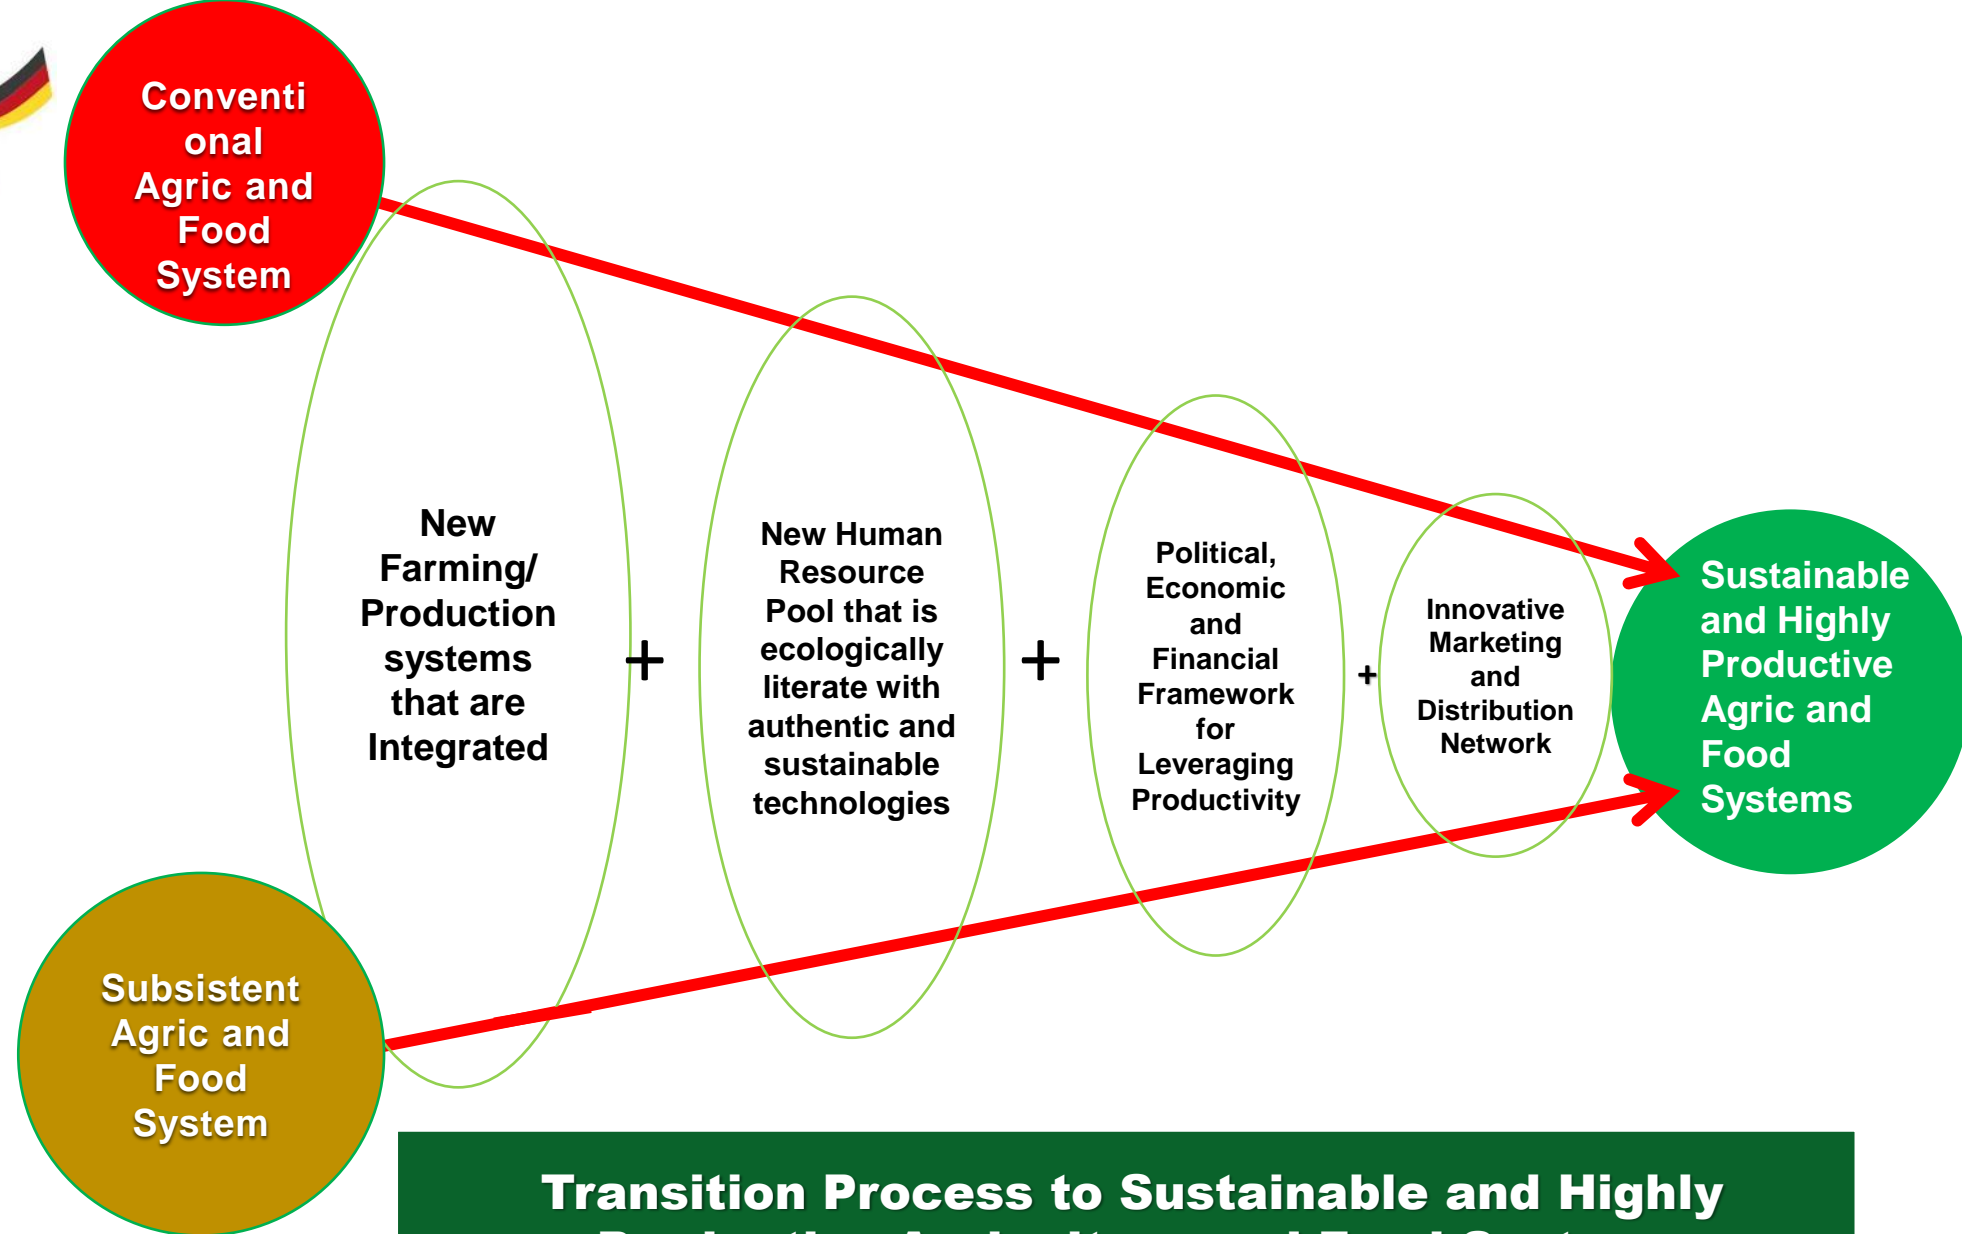 Conventi
onal
Agric and
Food
System
New
Farming/
Production
systems
that are
Integrated
+
New Human
Resource
Pool that is
ecologically
literate with
authentic and
sustainable
technologies
+
Political,
Economic
and
Financial
Framework
for
Leveraging
Productivity
+
Innovative
Marketing
and
Distribution
Network
Sustainable
and Highly
Productive
Agric and
Food
Systems
Subsistent
Agric and
Food
System
Transition Process to Sustainable and Highly